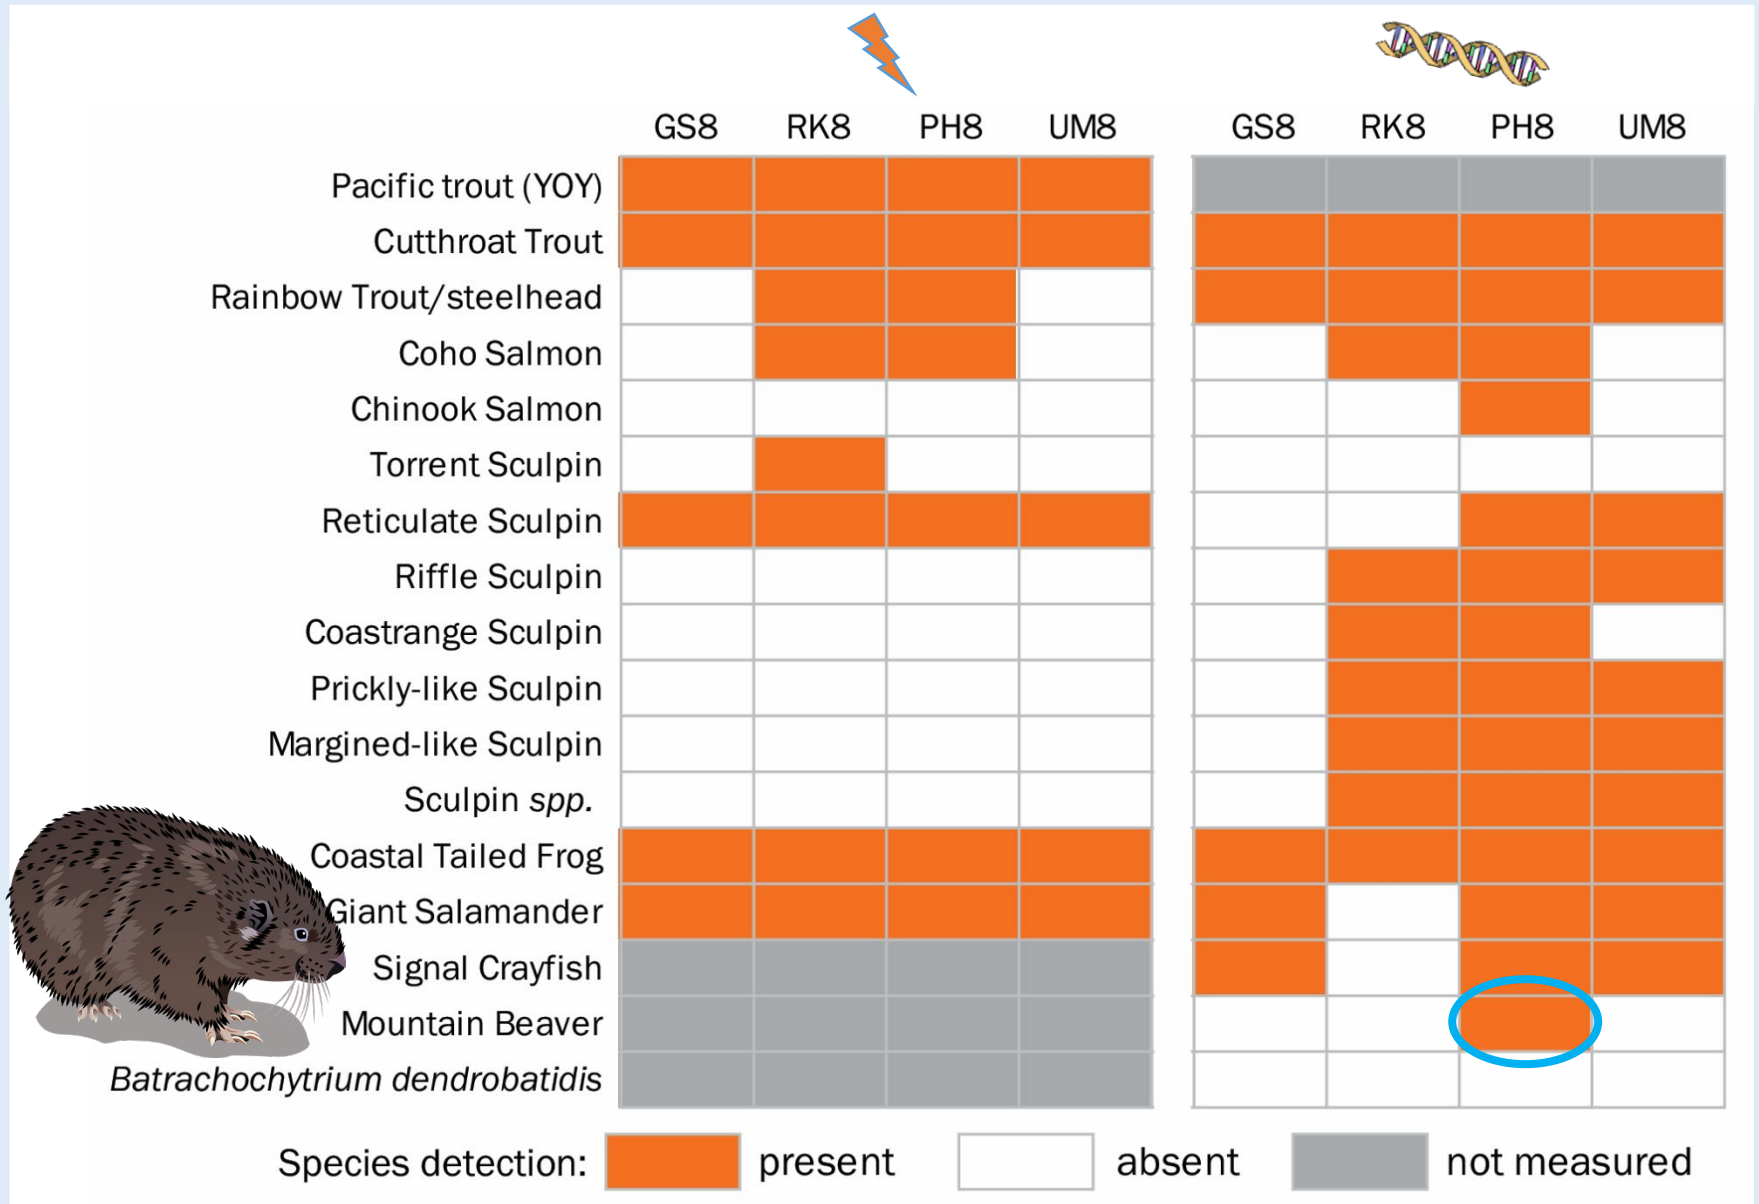 GS8 RK8 PH8 UM8 GS8 RK8 PH8 UM8
Pacific trout (YOY)
Cutthroat Trout
Rainbow Trout/steelhead
Coho Salmon
Chinook Salmon
Torrent Sculpin
Reticulate Sculpin
Riffle Sculpin
Coastrange Sculpin
Prickly-like Sculpin
Margined-like Sculpin
Sculpin spp.
Coastal Tailed Frog
Giant Salamander
Signal Crayfish
Mountain Beaver
Batrachochytrium dendrobatidis
Species detection: present absent not measured